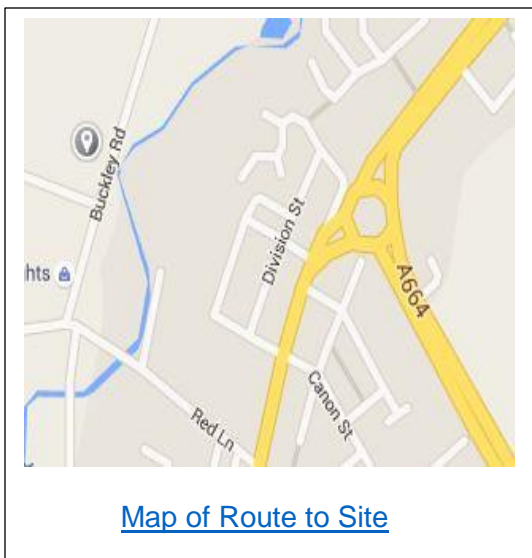 Buckley Rd
Division St
hts
A664
Canon St
Red Ln
Map of Route to Site